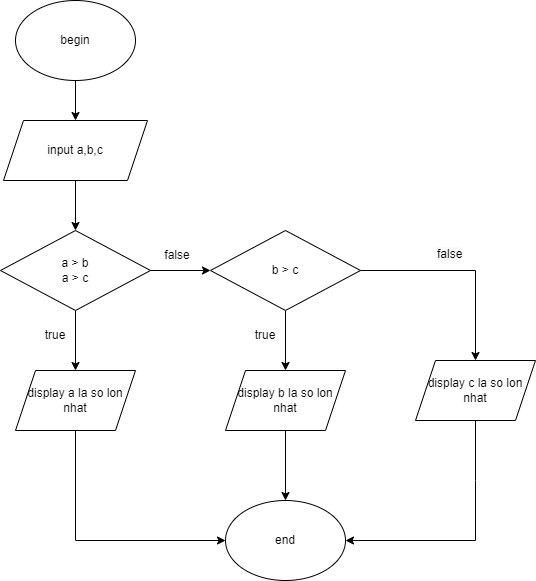 begin
input a,b,c
a > b
a > c
false
b > c
false
true
true
display a la so lon
nhat
display b la so lon
nhat
display c la so lon
nhat
end